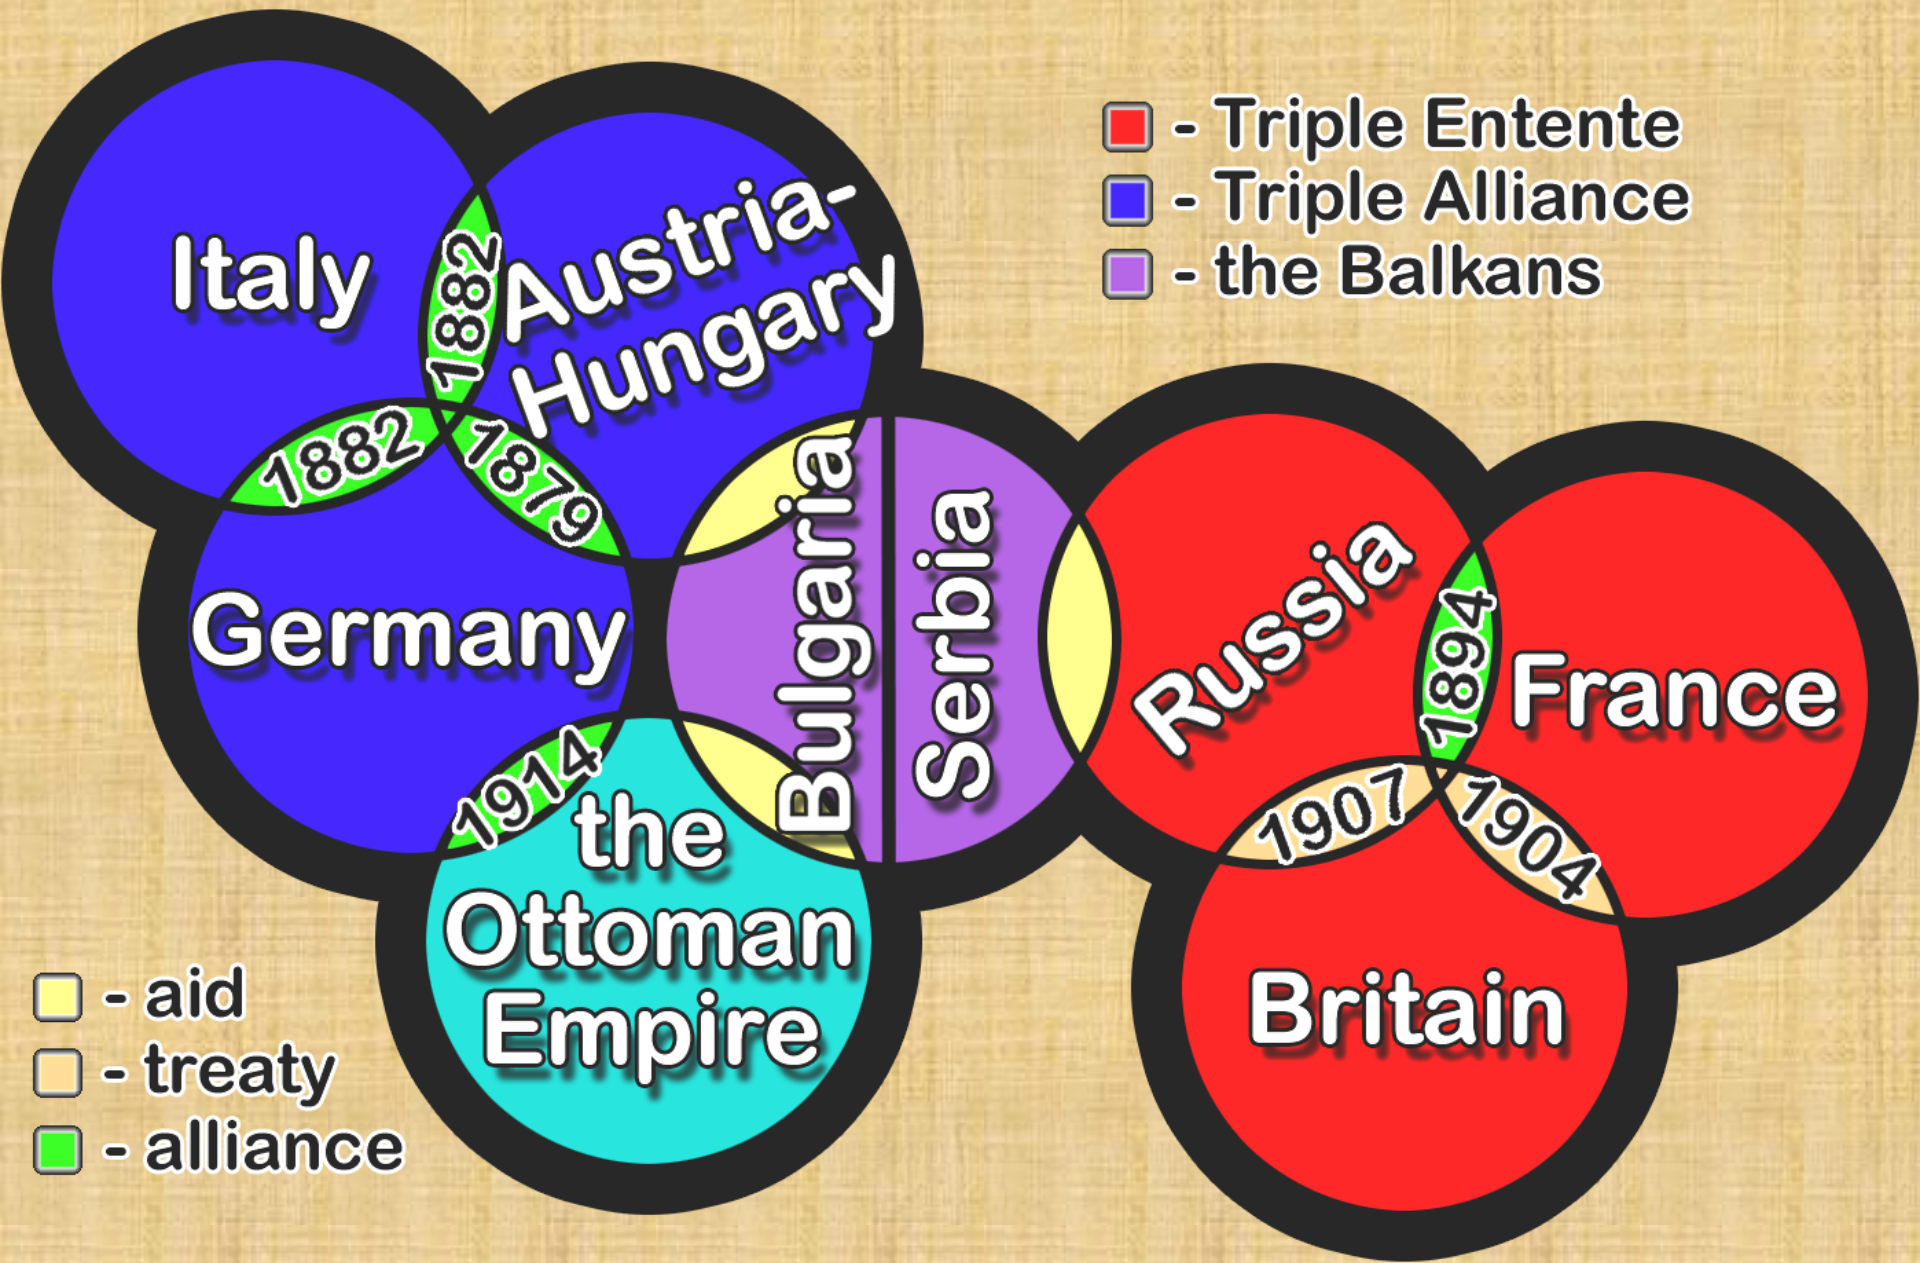 - Triple Entente
- Triple Alliance
- the Balkans
Italy
1882
Austria-
Hungary
1882
1879
Germany
Bulgaria
Serbia
Russia
1894
France
1914
the
Ottoman
Empire
1907
1904
Britain
- aid
- treaty
- alliance